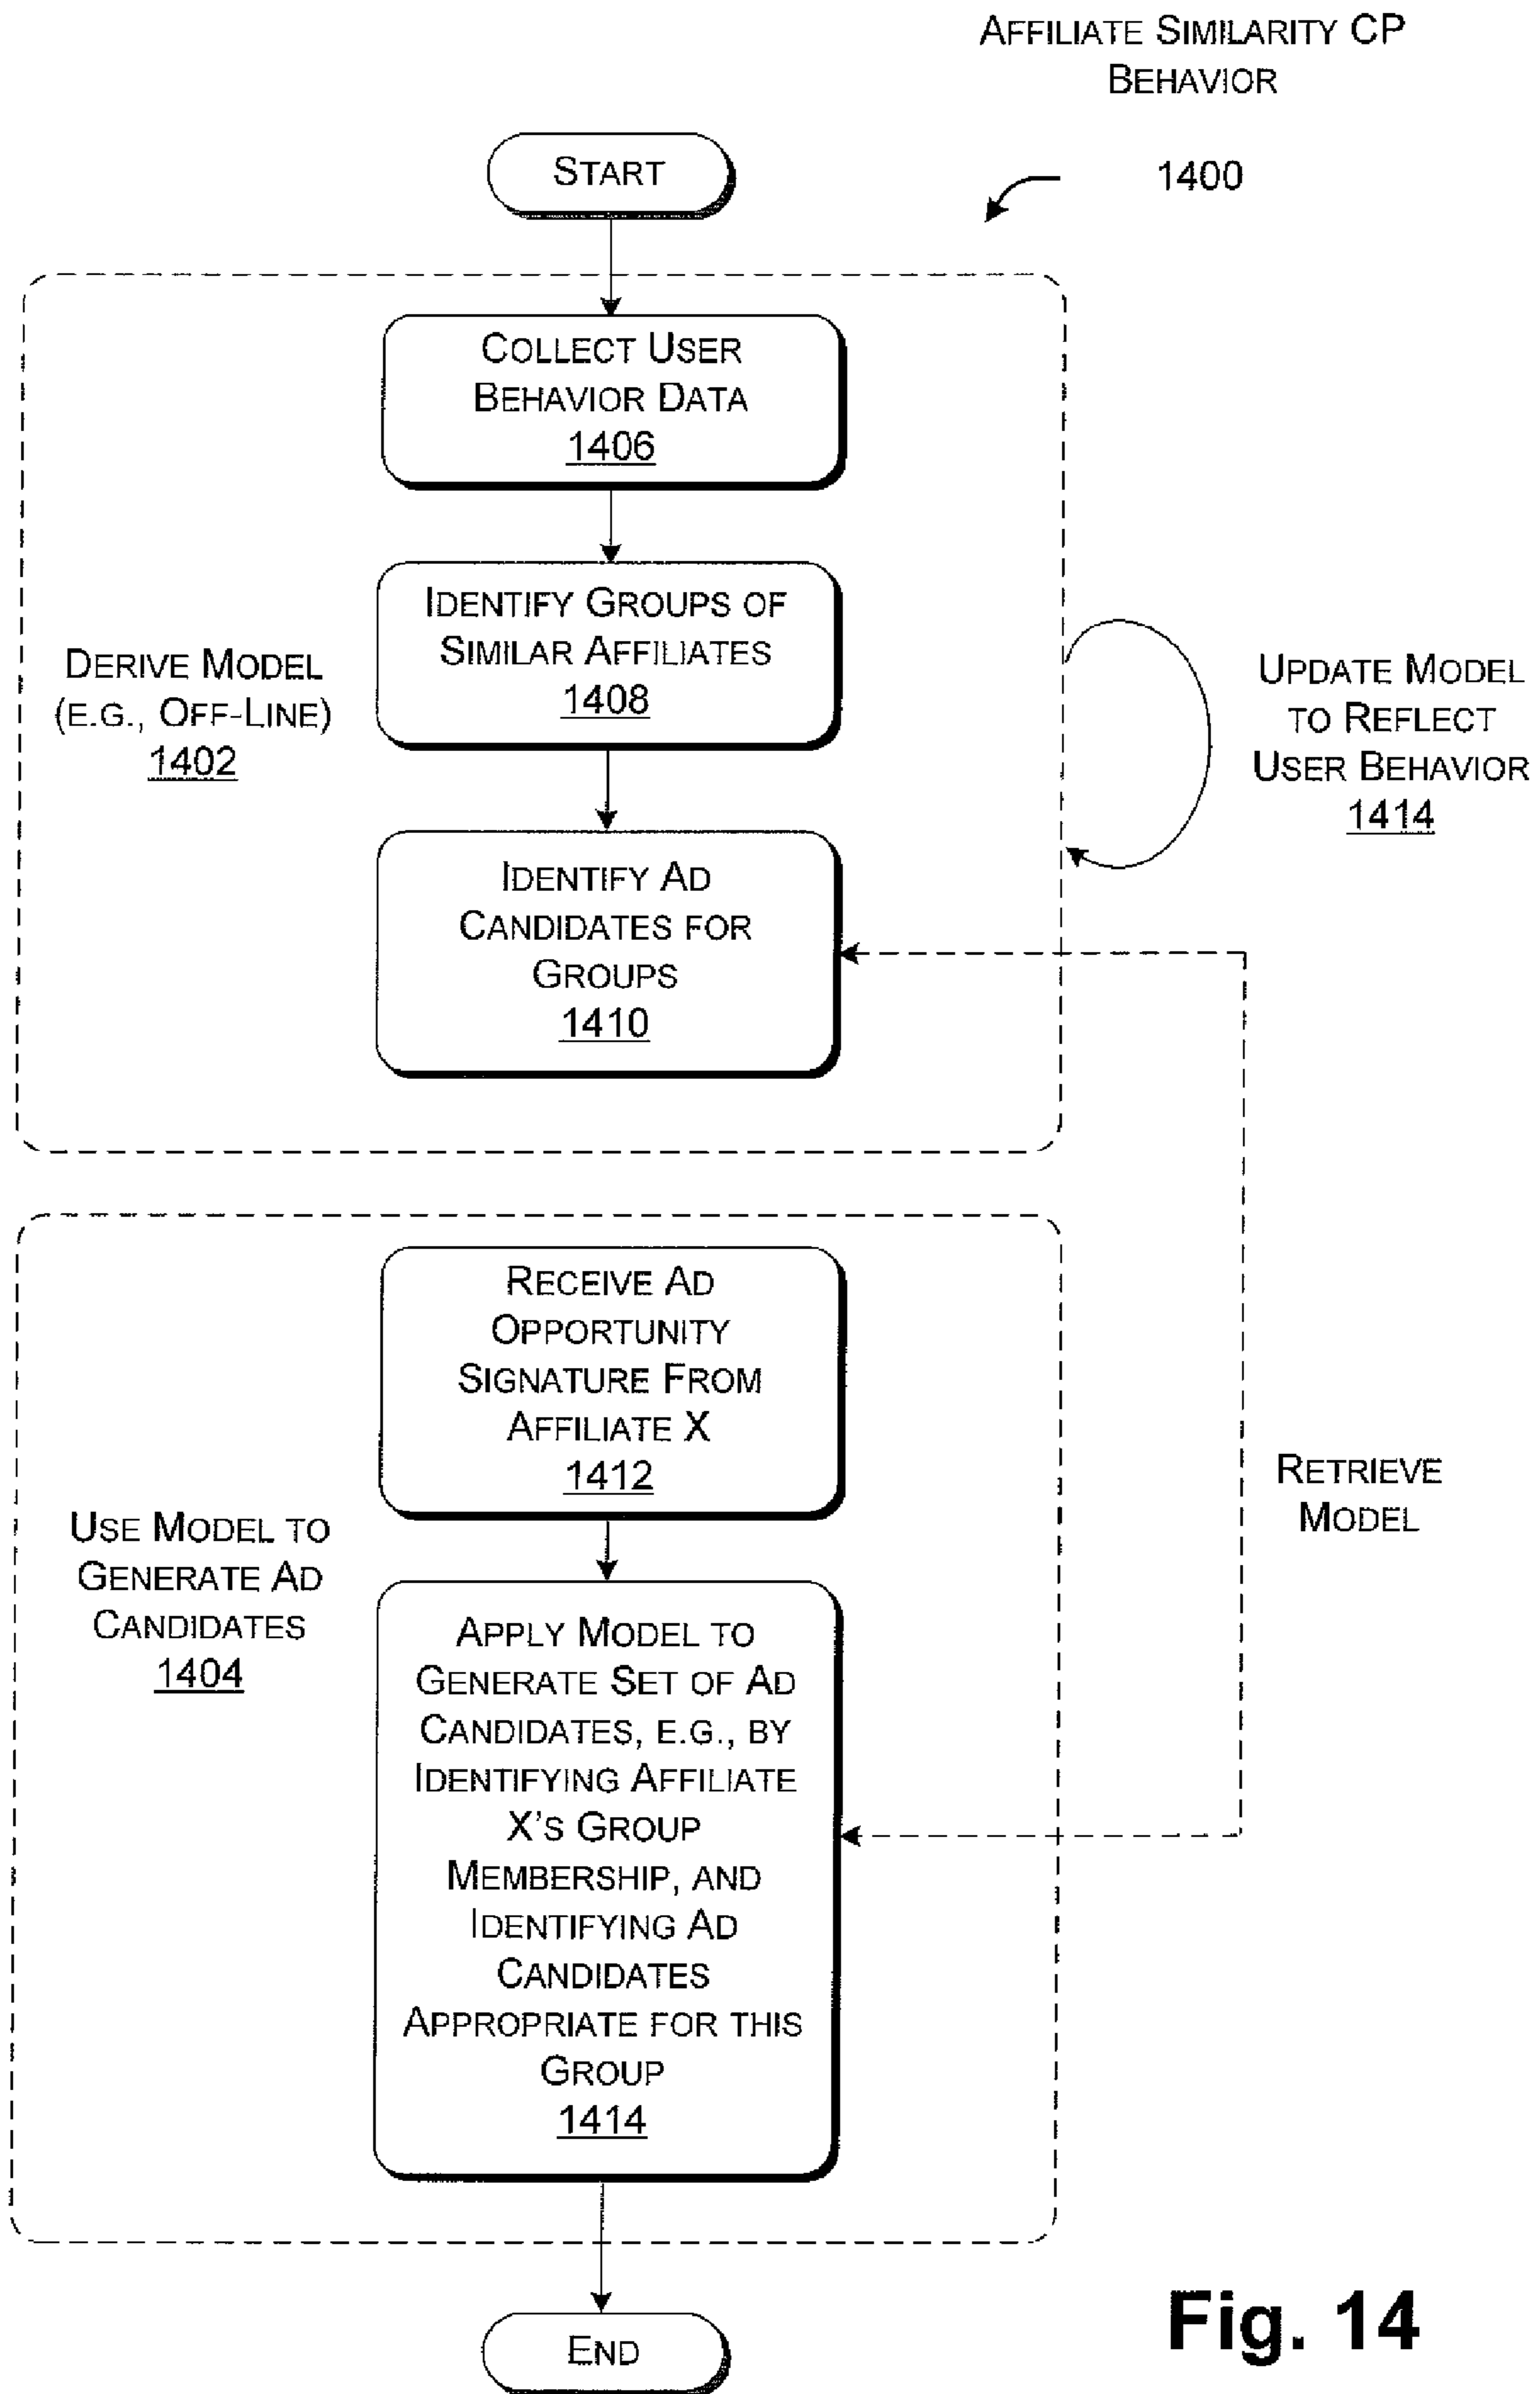 AFFILIATE SIMILARITY CP
BEHAVIOR
1400
START
COLLECT USER
BEHAVIOR DATA
1406
IDENTIFY GROUPS OF
SIMILAR AFFILIATES
1408
DERIVE MODEL
(E.G., OFF-LINE)
1402
UPDATE MODEL
TO REFLECT
USER BEHAVIOR
1414
IDENTIFY AD
CANDIDATES FOR
GROUPS
1410
RECEIVE AD
OPPORTUNITY
SIGNATURE FROM
AFFILIATE X
1412
RETRIEVE
MODEL
USE MODEL TO
GENERATE AD
CANDIDATES
1404
APPLY MODEL TO
GENERATE SET OF AD
CANDIDATES, E.G., BY
IDENTIFYING AFFILIATE
X'S GROUP
MEMBERSHIP, AND
IDENTIFYING AD
CANDIDATES
APPROPRIATE FOR THIS
GROUP
1414
END
Fig. 14